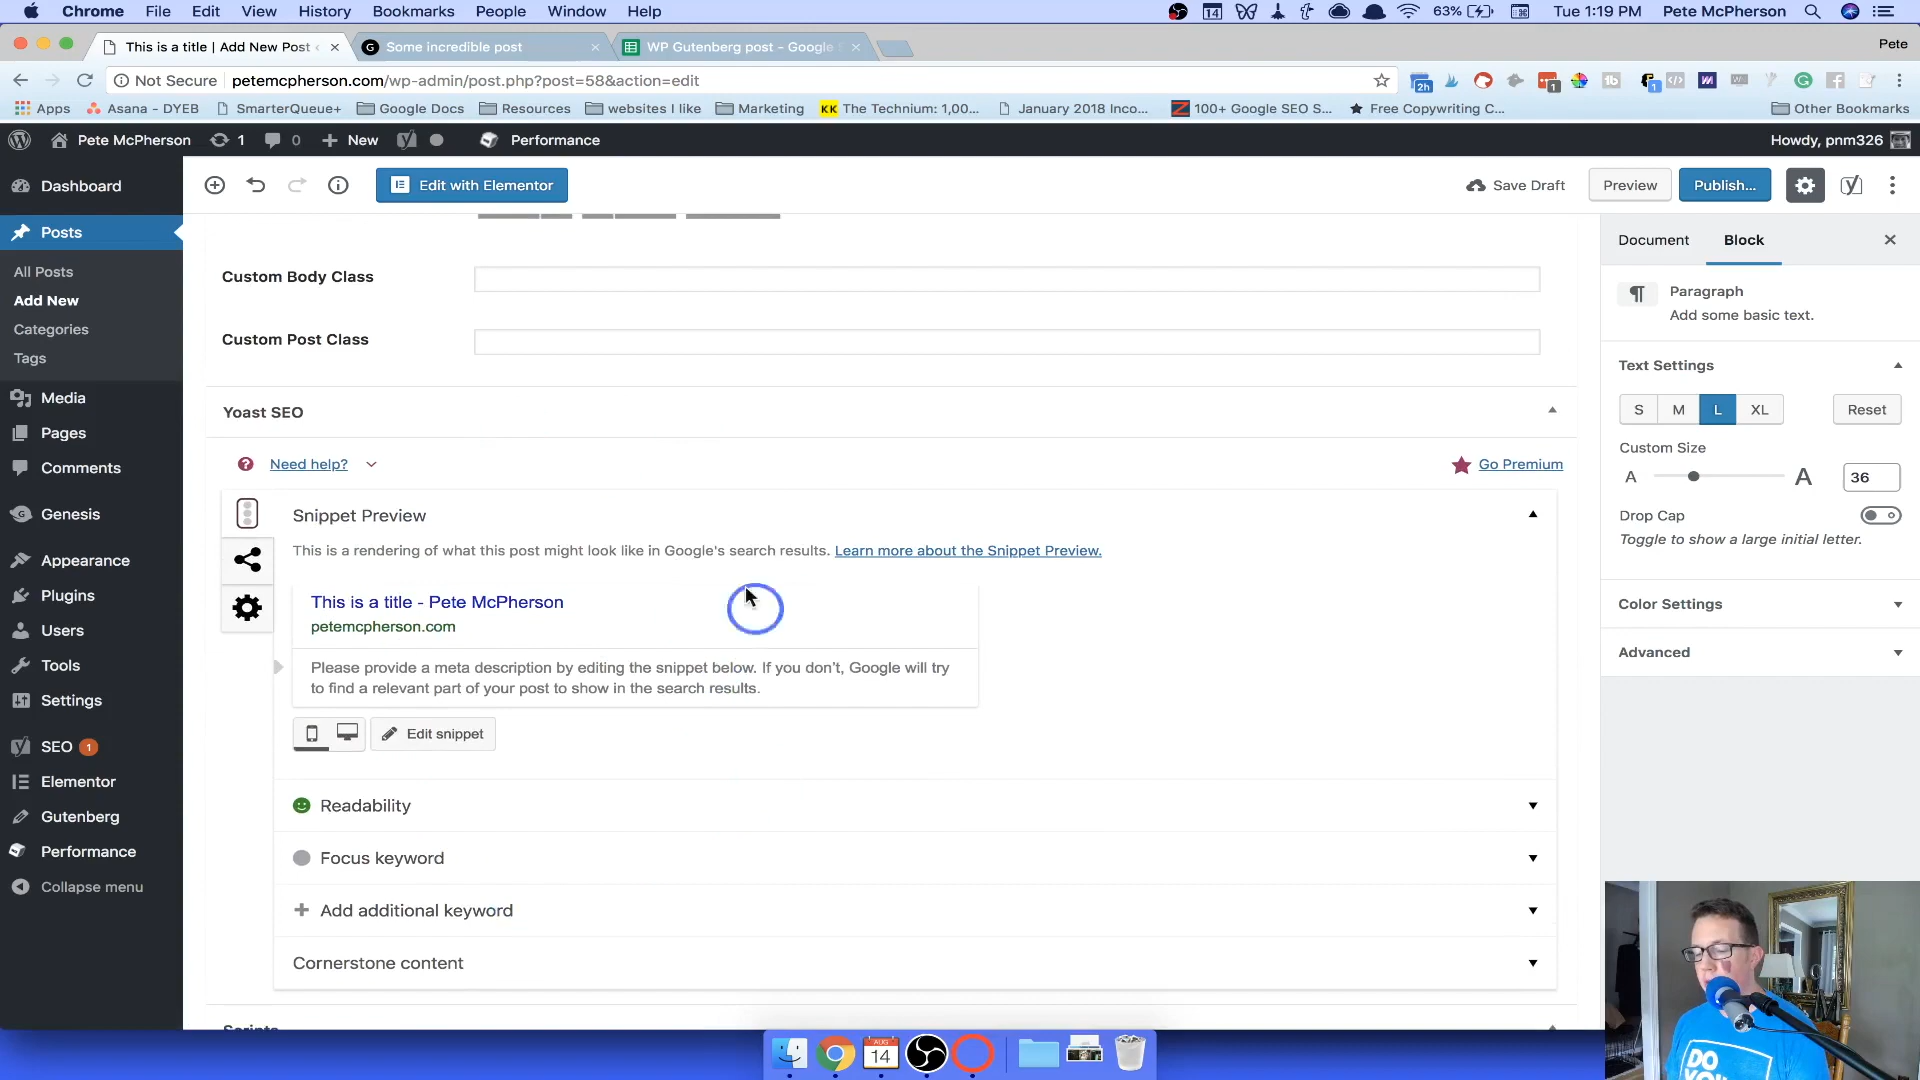 Chrome File Edit View History Bookmarks People Window Help 14 63% Tue 1:19 PM Pete McPherson
This is a title | Add New Post Some incredible post WP Gutenberg post - Google Pete
Not Secure petemcpherson.com/wp-admin/post.php?post=58&action=edit 2h 1 1b 1
Apps Asana - DYEB SmarterQueue+ Google Docs Resources websites I like Marketing KK The Technium: 1,00... January 2018 Inco... 100+ Google SEO S... Free Copywriting C... Other Bookmarks
Pete McPherson 1 0 New Performance Howdy, pnm326
Dashboard
Posts
All Posts
Add New
Categories
Tags
Media
Pages
Comments
Genesis
Appearance
Plugins
Users
Tools
Settings
SEO 1
Elementor
Gutenberg
Performance
Collapse menu
Edit with Elementor Save Draft Preview Publish...
Custom Body Class
Custom Post Class
Yoast SEO
Need help? Go Premium
Snippet Preview
This is a rendering of what this post might look like in Google's search results. Learn more about the Snippet Preview.
This is a title - Pete McPherson
petemcpherson.com
Please provide a meta description by editing the snippet below. If you don't, Google will try
to find a relevant part of your post to show in the search results.
Edit snippet
Readability
Focus keyword
Add additional keyword
Cornerstone content
Scripts
Document Block
Paragraph
Add some basic text.
Text Settings
S M L XL Reset
Custom Size
A A 36
Drop Cap
Toggle to show a large initial letter.
Color Settings
Advanced
AUG
14
DO